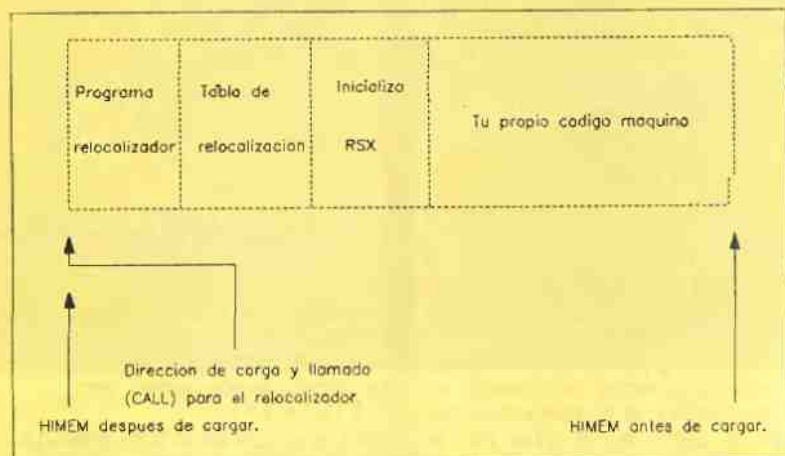 Programa
relocalizador
Tabla de
relocalizacion
Inicializa
RSX
Tu propio codigo maquina
Direccion de carga y llamado
(CALL) para el relocalizador
HIMEM despues de cargar.
HIMEM antes de cargar.